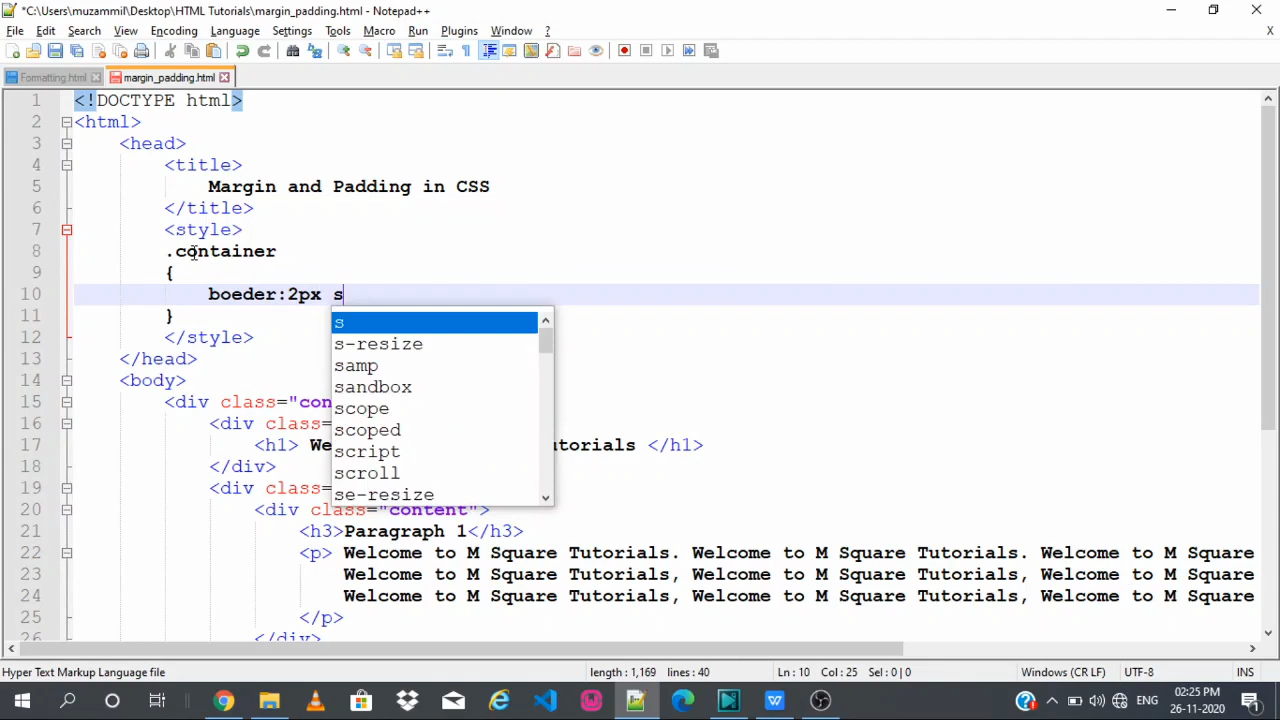 *C:\Users\muzammil\Desktop\HTML Tutorials\margin_padding.html - Notepad++
File Edit Search View Encoding Language Settings Tools Macro Run Plugins Window ? X
Formatting.html margin_padding.html
1 <!DOCTYPE html>
2 <html>
3 <head>
4 <title>
5 Margin and Padding in CSS
6 </title>
7 <style>
8 .container
9 {
10 boeder:2px s
11 }
12 </style>
13 </head>
14 <body>
15 <div class="con
16 <div class=
17 <h1> We utorials </h1>
18 </div>
19 <div class=
20 <div class="content">
21 <h3>Paragraph 1</h3>
22 <p> Welcome to M Square Tutorials. Welcome to M Square Tutorials. Welcome to M Square
23 Welcome to M Square Tutorials, Welcome to M Square Tutorials, Welcome to M Square
24 Welcome to M Square Tutorials, Welcome to M Square Tutorials, Welcome to M Square
25 </p>
26 </div>
s
s-resize
samp
sandbox
scope
scoped
script
scroll
se-resize
Hyper Text Markup Language file length : 1,169 lines : 40 Ln : 10 Col : 25 Sel : 0 | 0 Windows (CR LF) UTF-8 INS
ENG 02:25 PM
26-11-2020